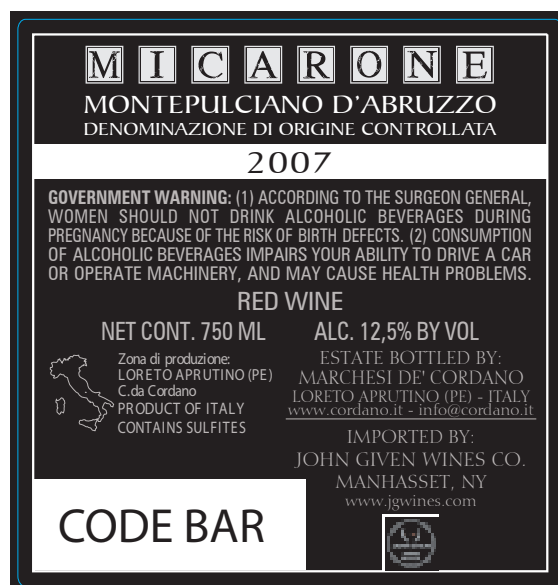 MICARONE
MONTEPULCIANO D'ABRUZZO
DENOMINAZIONE DI ORIGINE CONTROLLATA
2007
GOVERNMENT WARNING: (1) ACCORDING TO THE SURGEON GENERAL,
WOMEN SHOULD NOT DRINK ALCOHOLIC BEVERAGES DURING
PREGNANCY BECAUSE OF THE RISK OF BIRTH DEFECTS. (2) CONSUMPTION
OF ALCOHOLIC BEVERAGES IMPAIRS YOUR ABILITY TO DRIVE A CAR
OR OPERATE MACHINERY, AND MAY CAUSE HEALTH PROBLEMS.
RED WINE
NET CONT. 750 ML
ALC. 12,5% BY VOL
Zona di produzione:
LORETO APRUTINO (PE)
C.da Cordano
PRODUCT OF ITALY
CONTAINS SULFITES
ESTATE BOTTLED BY:
MARCHESI DE' CORDANO
LORETO APRUTINO (PE) - ITALY
www.cordano.it - info@cordano.it
IMPORTED BY:
JOHN GIVEN WINES CO.
MANHASSET, NY
www.jgwines.com
CODE BAR